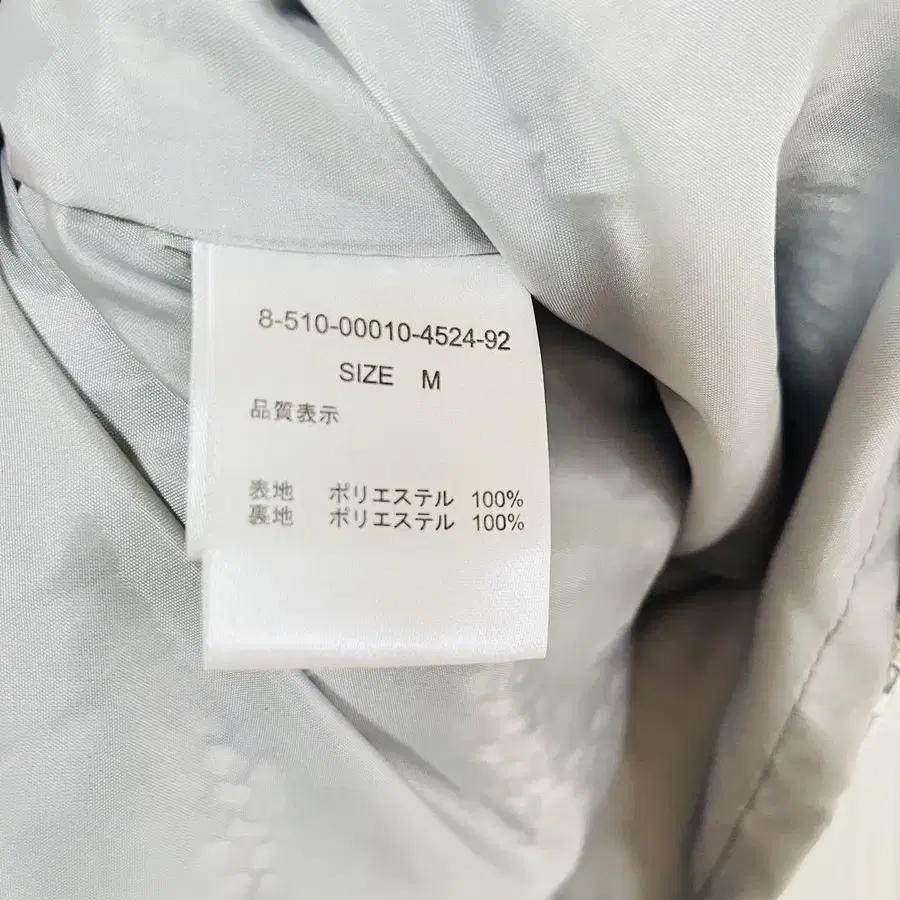 8-510-00010-4524-92
SIZE M
品質表示
表地 ポリエステル 100%
裏地 ポリエステル 100%